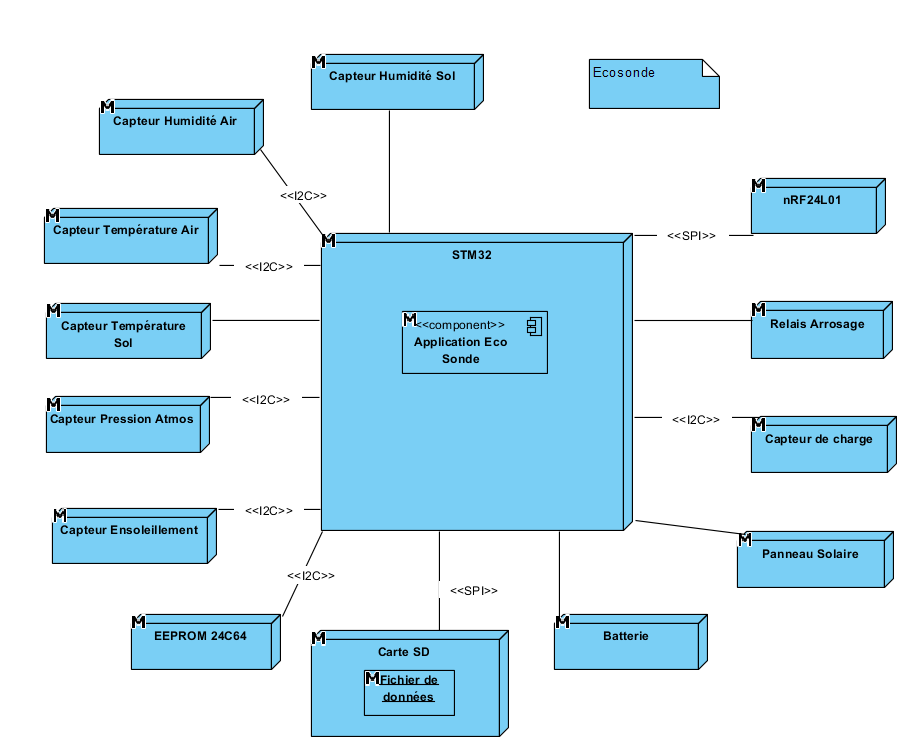 Capteur Humidité Sol
Ecosonde
Capteur Humidité Air
<<I2C>>
nRF24L01
Capteur Température Air
<<SPI>>
STM32
<<I2C>>
Capteur Température
Sol
<<component>>
Application Eco
Sonde
Relais Arrosage
Capteur Pression Atmos
<<I2C>>
<<I2C>>
Capteur de charge
Capteur Ensoleillement
<<I2C>>
Panneau Solaire
<<I2C>>
<<SPI>>
EEPROM 24C64
Carte SD
Fichier de
données
Batterie